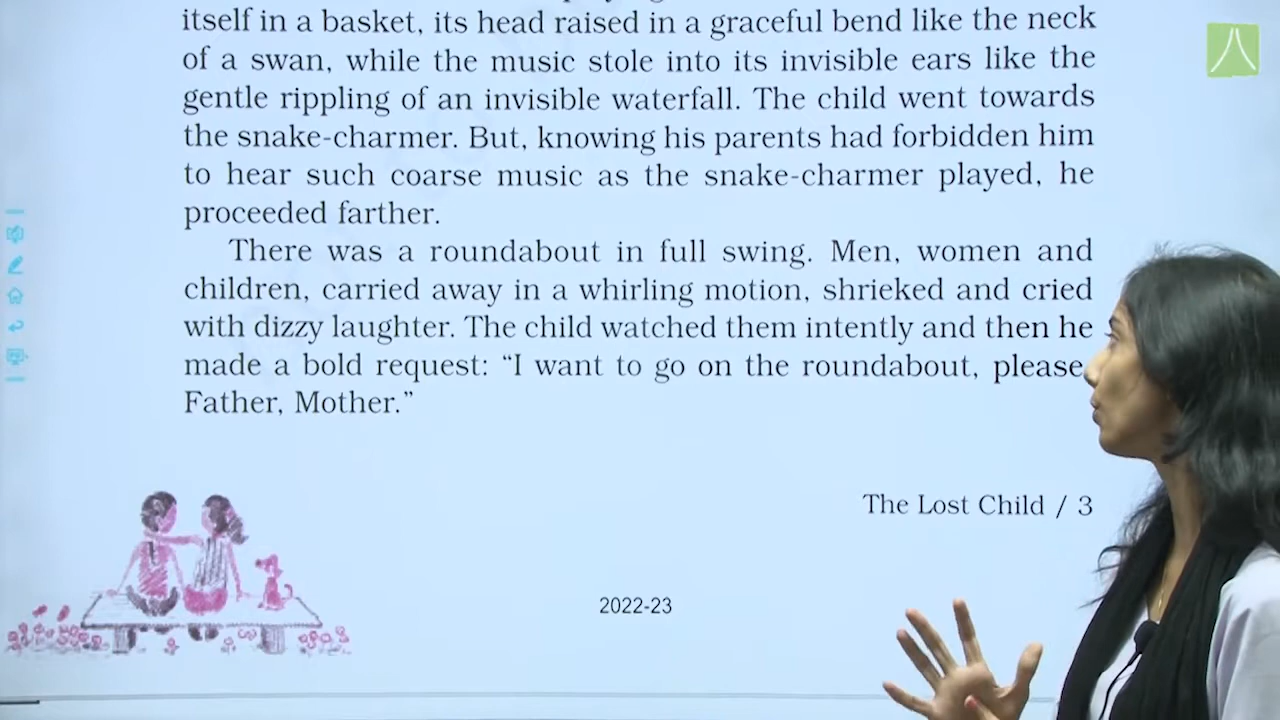 itself in a basket, its head raised in a graceful bend like the neck
of a swan, while the music stole into its invisible ears like the
gentle rippling of an invisible waterfall. The child went towards
the snake-charmer. But, knowing his parents had forbidden him
to hear such coarse music as the snake-charmer played, he
proceeded farther.
There was a roundabout in full swing. Men, women and
children, carried away in a whirling motion, shrieked and cried
with dizzy laughter. The child watched them intently and then he
made a bold request: “I want to go on the roundabout, please,
Father, Mother.”
The Lost Child / 3
2022-23